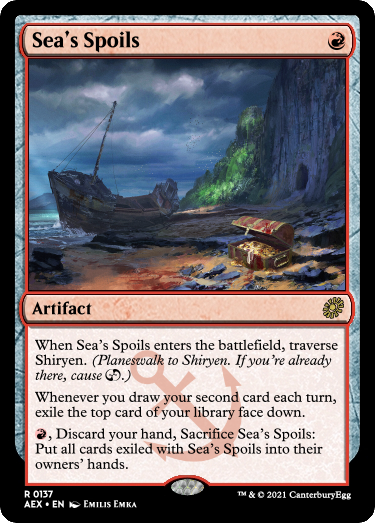 Sea's Spoils
Artifact
When Sea's Spoils enters the battlefield, traverse
Shiryen. (Planeswalk to Shiryen. If you're already
there, cause .)
Whenever you draw your second card each turn,
exile the top card of your library face down.
, Discard your hand, Sacrifice Sea's Spoils:
Put all cards exiled with Sea's Spoils into their
owners' hands.
R 0137
AEX • EN Emilis Emka
™ & © 2021 CanterburyEgg